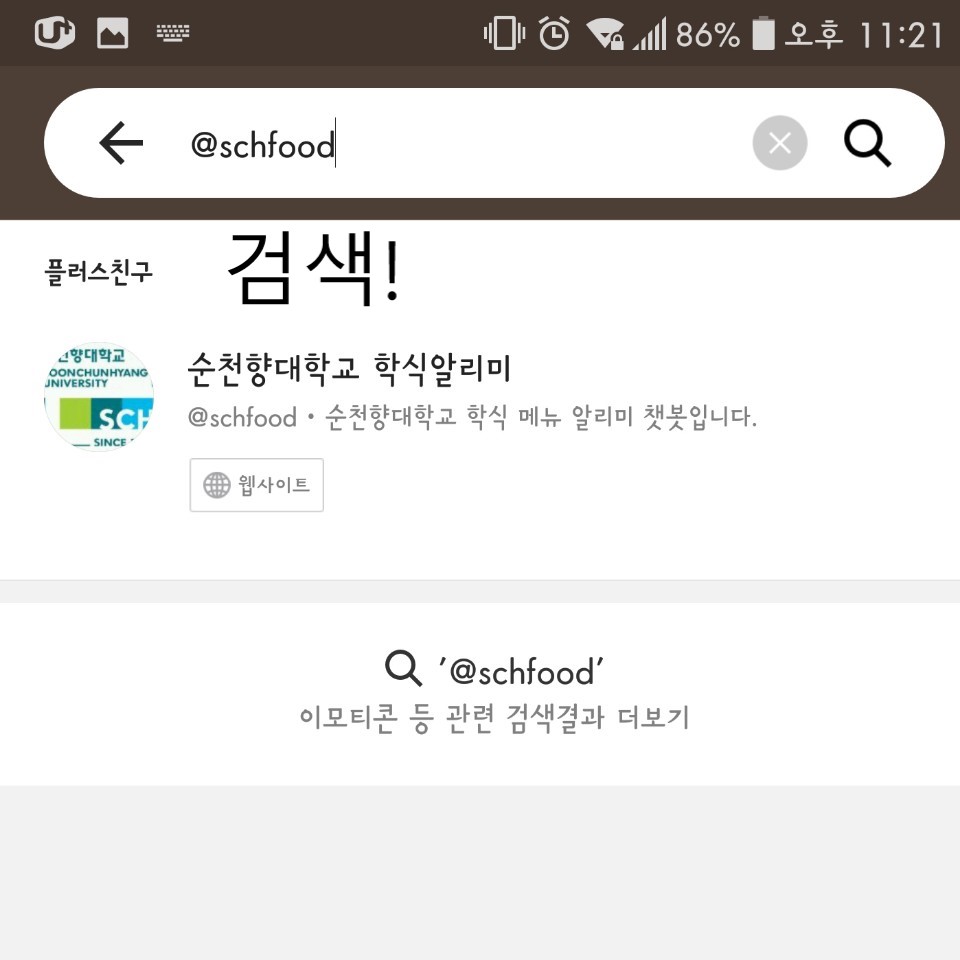 U+ 86% 오후 11:21
@schfood
플러스친구 검색!
순천향대학교 학식알리미
@schfood • 순천향대학교 학식 메뉴 알리미 챗봇입니다.
향대학교
OONCHUNHYANG
UNIVERSITY
SCH
SINCE
웹사이트
'@schfood'
이모티콘 등 관련 검색결과 더보기